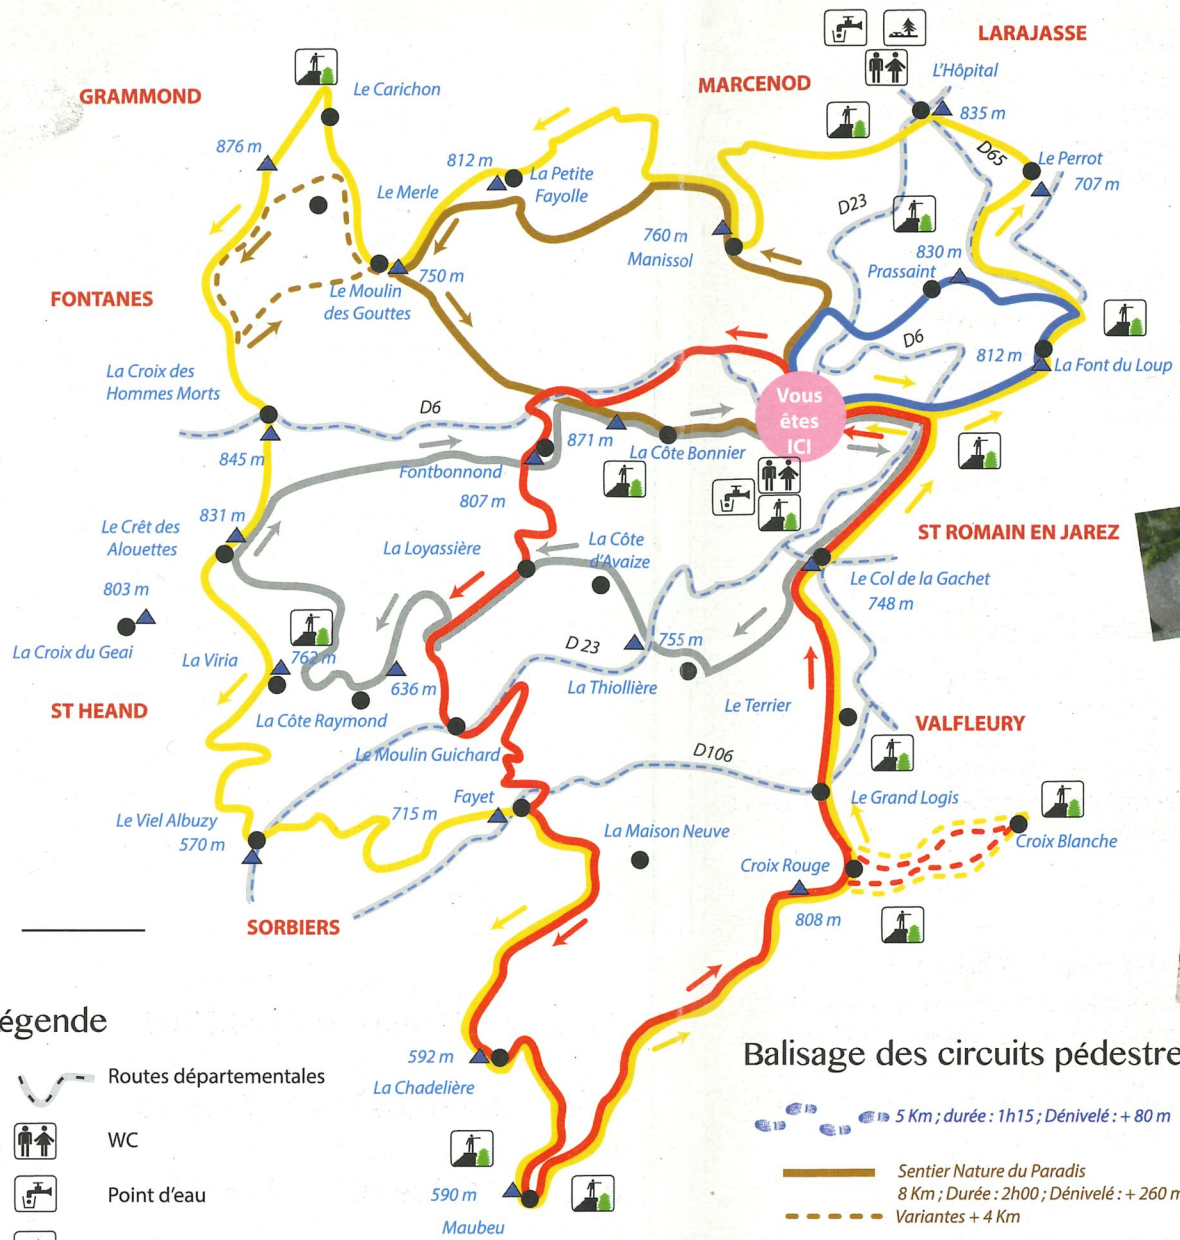 LARAJASSE
L'Hôpital
835 m
MARCENOD
GRAMMOND
Le Carichon
876 m
812 m
La Petite
Fayolle
Le Merle
D65
Le Perrot
707 m
D23
830 m
Prassaint
760 m
Manissol
750 m
Le Moulin
des Gouttes
FONTANES
D6
812 m
La Font du Loup
La Croix des
Hommes Morts
D6
Vous
êtes
ICI
845 m
871 m
La Côte Bonnier
Fontbonnond
807 m
831 m
Le Crêt des
Alouettes
La Loyassière
La Côte
d'Avaize
ST ROMAIN EN JAREZ
Le Col de la Gachet
748 m
803 m
La Croix du Geai
La Viria
762 m
636 m
D 23
755 m
La Thiollière
Le Terrier
ST HEAND
La Côte Raymond
Le Moulin Guichard
VALFLEURY
D106
Fayet
715 m
Le Grand Logis
Le Viel Albuzy
570 m
La Maison Neuve
Croix Blanche
Croix Rouge
808 m
SORBIERS
592 m
La Chadelière
590 m
Maubeu
égende
Routes départementales
WC
Point d'eau
Balisage des circuits pédestre
5 Km ; durée : 1h15 ; Dénivelé : + 80 m
Sentier Nature du Paradis
8 Km ; Durée : 2h00 ; Dénivelé : + 260 m
Variantes + 4 Km